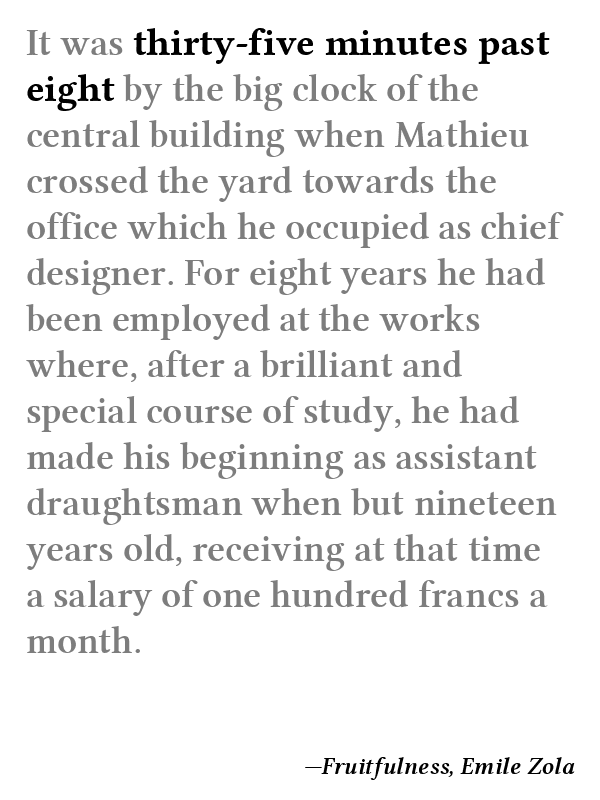 It was thirty-five minutes past
eight by the big clock of the
central building when Mathieu
crossed the yard towards the
office which he occupied as chief
designer. For eight years he had
been employed at the works
where, after a brilliant and
special course of study, he had
made his beginning as assistant
draughtsman when but nineteen
years old, receiving at that time
a salary of one hundred francs a
month.
—Fruitfulness, Emile Zola